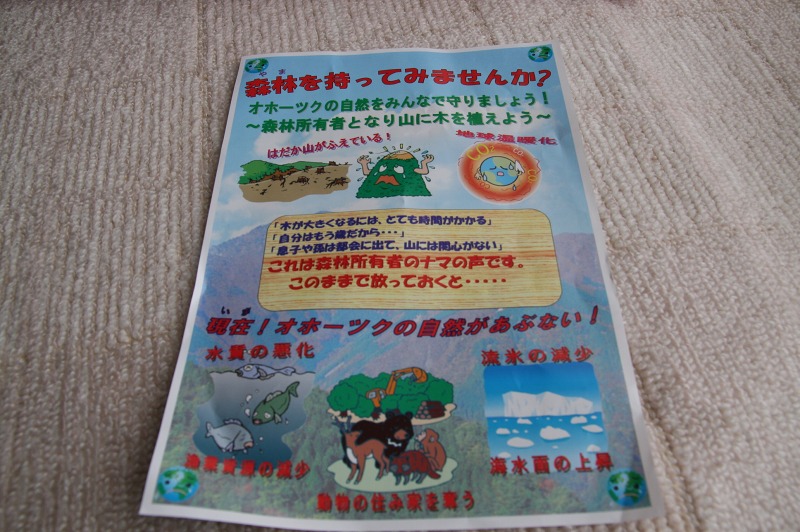 やま
森林を持ってみませんか?
オホーツクの自然をみんなで守りましょう!
～森林所有者となり山に木を植えよう～
はだか山がふえている!
地球温暖化
CO2
「木が大きくなるには、とても時間がかかる」
「自分はもう歳だから・・・」
「息子や孫は都会に出て、山には関心がない」
これは森林所有者のナマの声です。
このままで放っておくと・・・・・
いま
現在!オホーツクの自然があぶない!
水質の悪化
流氷の減少
漁業資源の減少
動物の住み家を奪う
海水面の上昇